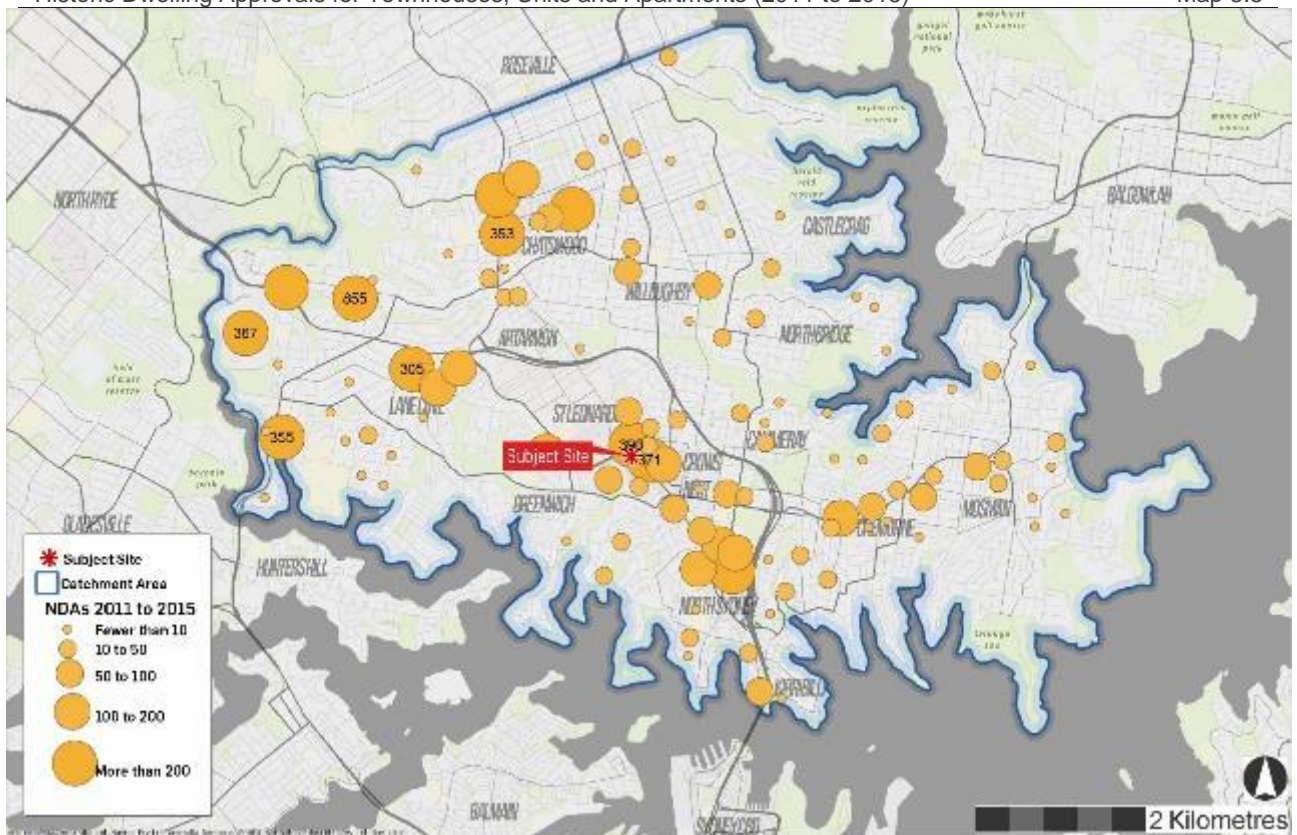 Historic Dwelling Approvals for Townhouses, Units and Apartments (2011 to 2015)
ROSEVILLE
NORTH RYDE
BALGOWLAH
CASTLECRAG
353
CHATSWOOD
WILLOUGHBY
855
367
NORTHBRIDGE
ARTARMON
305
LANE COVE
ST LEONARDS
355
390
CAMMERAY
Subject Site
371
CROWS
NEST
GREENWICH
MOSMAN
CREMORNE
GLADESVILLE
HUNTERS HILL
NORTH SYDNEY
KIRRIBILLI
BALMAIN
SYDNEY CBD
Subject Site
Catchment Area
NDAs 2011 to 2015
Fewer than 10
10 to 50
50 to 100
100 to 200
More than 200
2 Kilometres